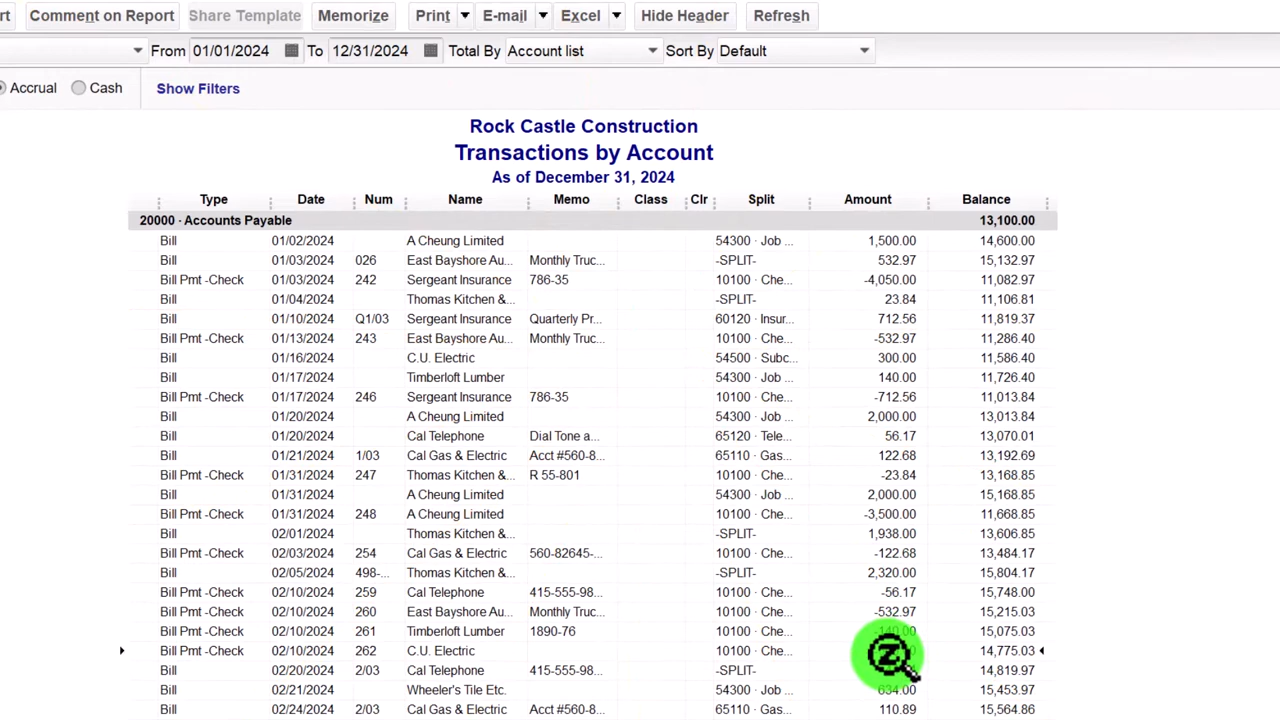 rt Comment on Report Share Template Memorize Print E-mail Excel Hide Header Refresh
From 01/01/2024 To 12/31/2024 Total By Account list Sort By Default
Accrual Cash Show Filters
Rock Castle Construction
Transactions by Account
As of December 31, 2024
Type Date Num Name Memo Class Clr Split Amount Balance
20000 · Accounts Payable 13,100.00
Bill 01/02/2024 A Cheung Limited 54300 · Job ... 1,500.00 14,600.00
Bill 01/03/2024 026 East Bayshore Au... Monthly Truc... -SPLIT- 532.97 15,132.97
Bill Pmt -Check 01/03/2024 242 Sergeant Insurance 786-35 10100 · Che... -4,050.00 11,082.97
Bill 01/04/2024 Thomas Kitchen &... -SPLIT- 23.84 11,106.81
Bill 01/10/2024 Q1/03 Sergeant Insurance Quarterly Pr... 60120 · Insur... 712.56 11,819.37
Bill Pmt -Check 01/13/2024 243 East Bayshore Au... Monthly Truc... 10100 · Che... -532.97 11,286.40
Bill 01/16/2024 C.U. Electric 54500 · Subc... 300.00 11,586.40
Bill 01/17/2024 Timberloft Lumber 54300 · Job ... 140.00 11,726.40
Bill Pmt -Check 01/17/2024 246 Sergeant Insurance 786-35 10100 · Che... -712.56 11,013.84
Bill 01/20/2024 A Cheung Limited 54300 · Job ... 2,000.00 13,013.84
Bill 01/20/2024 Cal Telephone Dial Tone a... 65120 · Tele... 56.17 13,070.01
Bill 01/21/2024 1/03 Cal Gas & Electric Acct #560-8... 65110 · Gas... 122.68 13,192.69
Bill Pmt -Check 01/31/2024 247 Thomas Kitchen &... R 55-801 10100 · Che... -23.84 13,168.85
Bill 01/31/2024 A Cheung Limited 54300 · Job ... 2,000.00 15,168.85
Bill Pmt -Check 01/31/2024 248 A Cheung Limited 10100 · Che... -3,500.00 11,668.85
Bill 02/01/2024 Thomas Kitchen &... -SPLIT- 1,938.00 13,606.85
Bill Pmt -Check 02/03/2024 254 Cal Gas & Electric 560-82645-... 10100 · Che... -122.68 13,484.17
Bill 02/05/2024 498-... Thomas Kitchen &... -SPLIT- 2,320.00 15,804.17
Bill Pmt -Check 02/10/2024 259 Cal Telephone 415-555-98... 10100 · Che... -56.17 15,748.00
Bill Pmt -Check 02/10/2024 260 East Bayshore Au... Monthly Truc... 10100 · Che... -532.97 15,215.03
Bill Pmt -Check 02/10/2024 261 Timberloft Lumber 1890-76 10100 · Che... -140.00 15,075.03
Bill Pmt -Check 02/10/2024 262 C.U. Electric 10100 · Che... 14,775.03
Bill 02/20/2024 2/03 Cal Telephone 415-555-98... -SPLIT- 14,819.97
Bill 02/21/2024 Wheeler's Tile Etc. 54300 · Job ... 634.00 15,453.97
Bill 02/24/2024 2/03 Cal Gas & Electric Acct #560-8... 65110 · Gas... 110.89 15,564.86